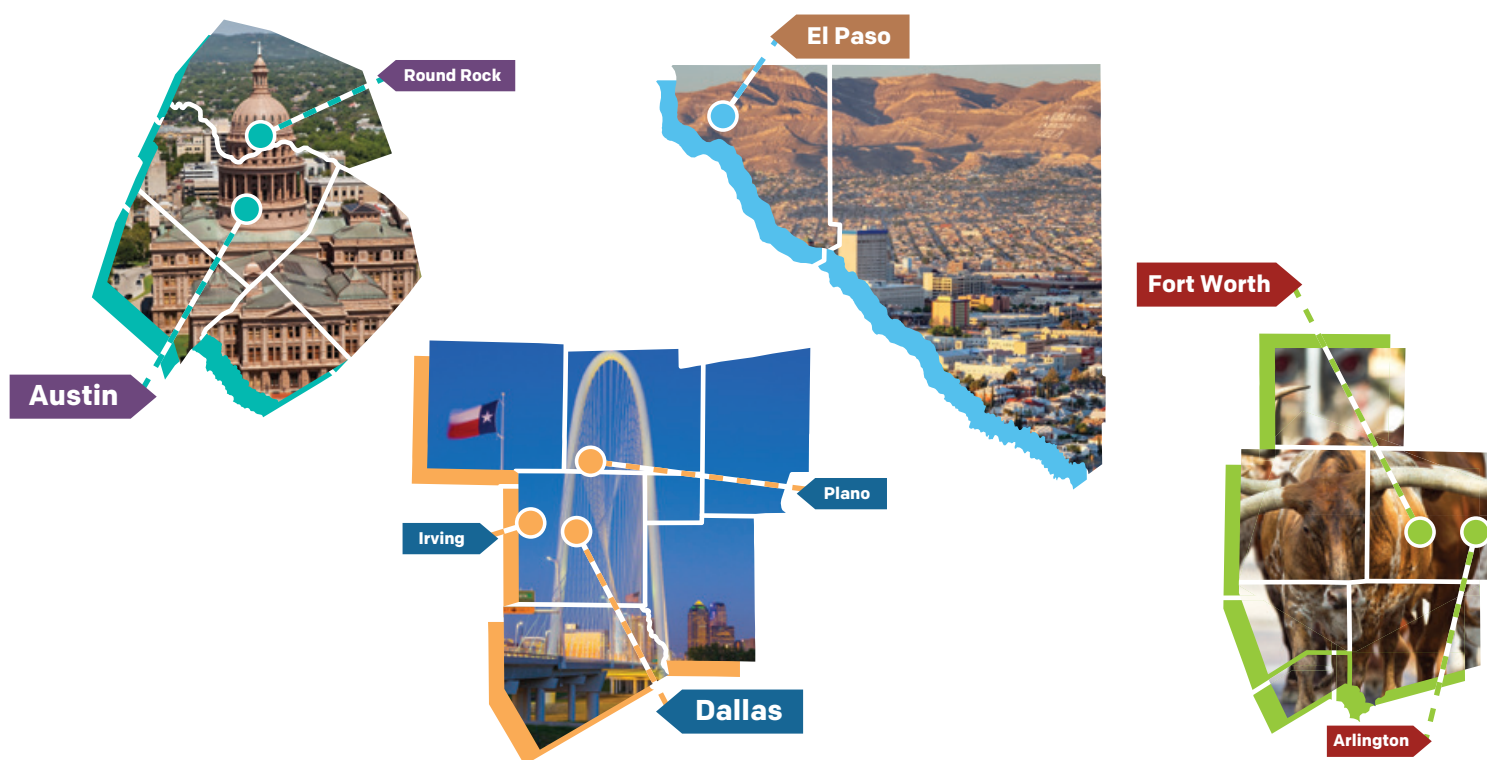 El Paso
Round Rock
Fort Worth
Austin
Plano
Irving
Dallas
Arlington